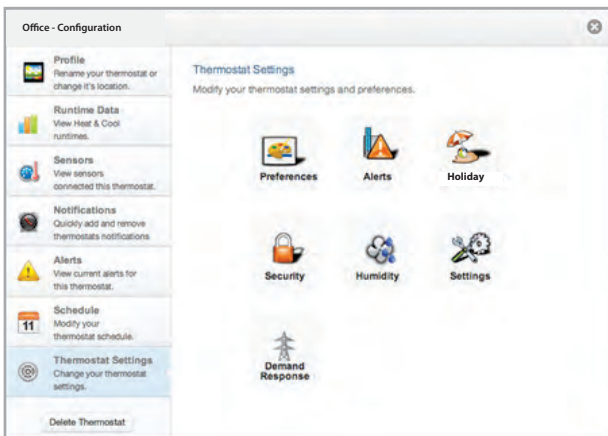 Office - Configuration
Profile
Rename your thermostat or
change it's location.
Runtime Data
View Heat & Cool
runtimes.
Sensors
View sensors
connected this thermostat.
Notifications
Quickly add and remove
thermostats notifications
Alerts
View current alerts for
this thermostat.
Schedule
11
Modify your
thermostat schedule.
Thermostat Settings
Change your thermostat
settings.
Delete Thermostat
Thermostat Settings
Modify your thermostat settings and preferences.
Preferences
Alerts
Holiday
Security
Humidity
Settings
Demand
Response